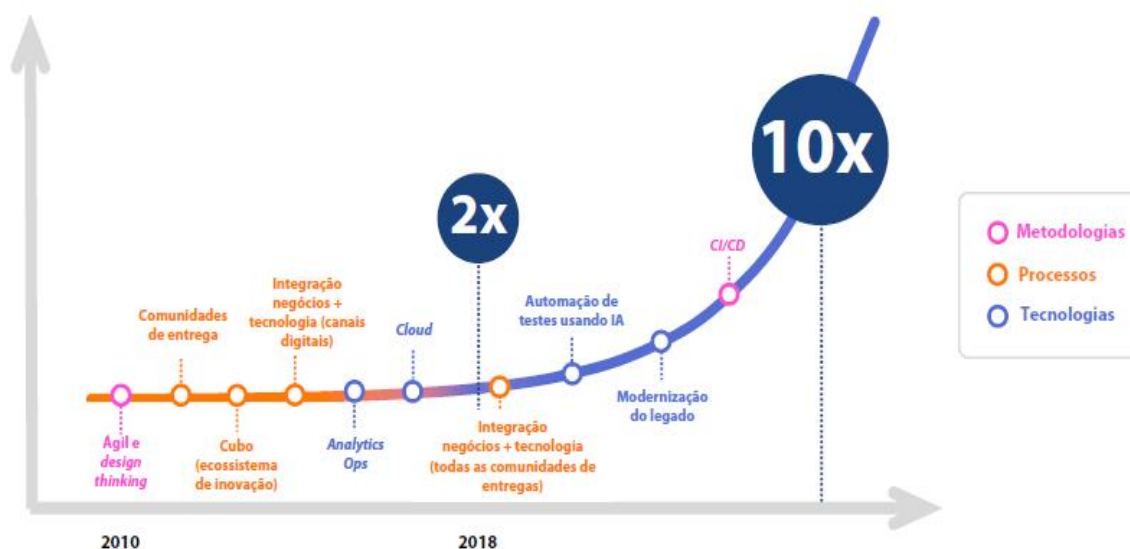 10x
2x
Metodologias
Processos
Tecnologias
CI/CD
Integração
negócios +
tecnologia (canais
digitais)
Comunidades
de entrega
Cloud
Automação de
testes usando IA
Agil e
design
thinking
Cubo
(ecossistema
de inovação)
Analytics
Ops
Integração
negócios + tecnologia
(todas as comunidades de
entregas)
Modernização
do legado
2010
2018